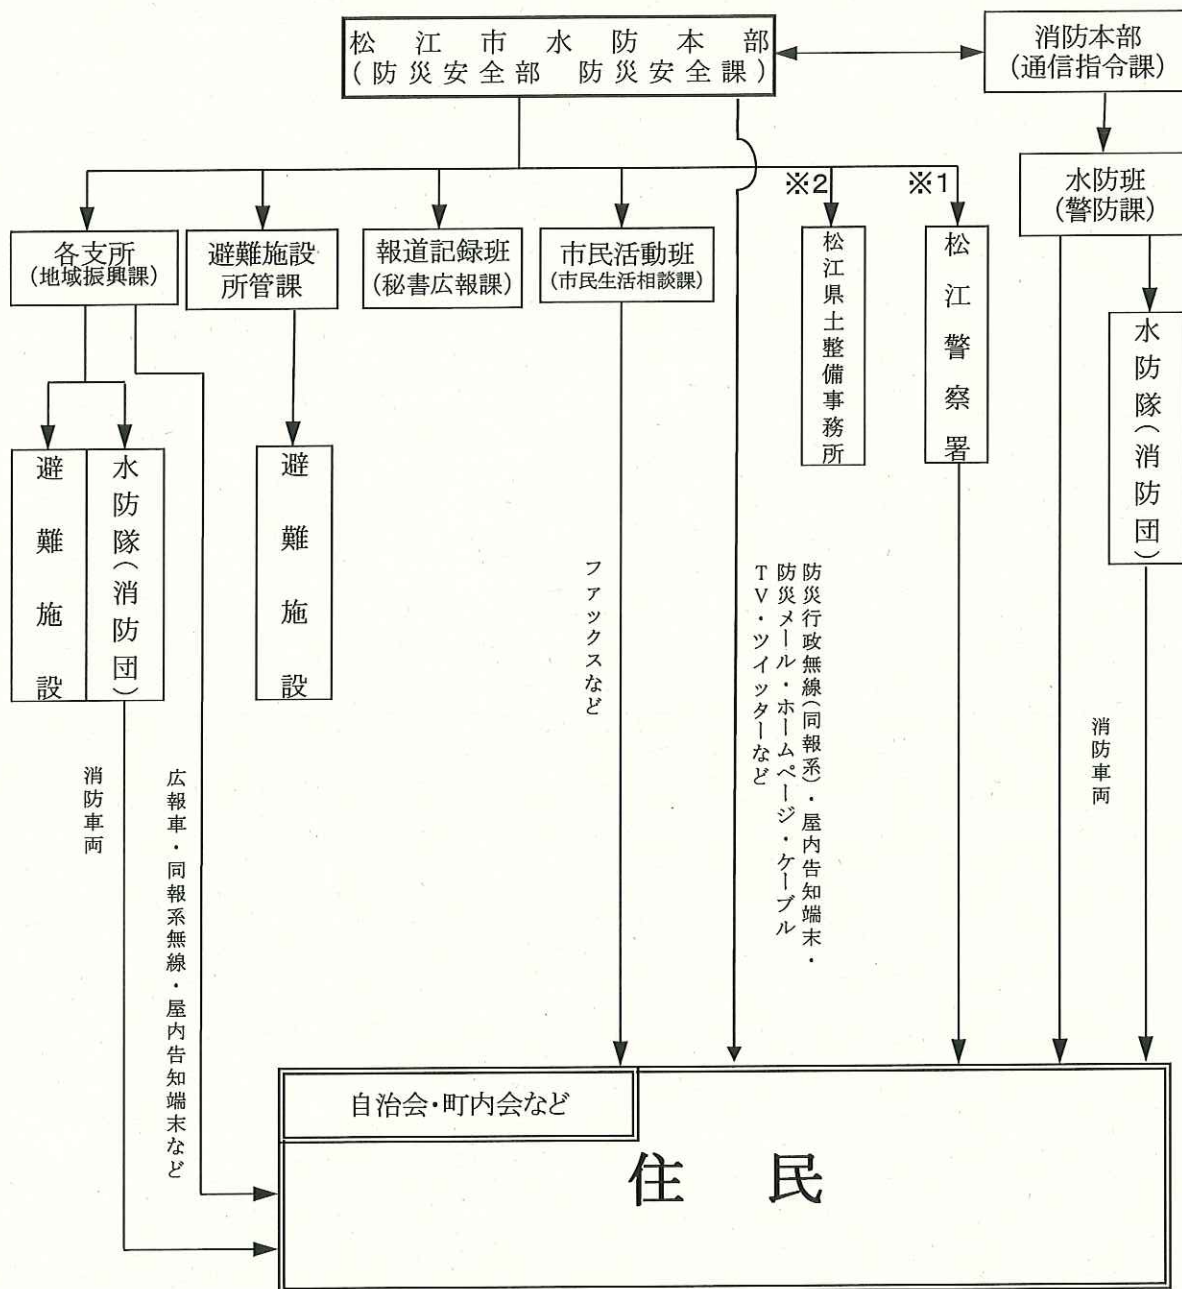 松江市水防本部
(防災安全部 防災安全課)
消防本部
(通信指令課)
水防班
(警防課)
※2
※1
各支所
(地域振興課)
避難施設
所管課
報道記録班
(秘書広報課)
市民活動班
(市民生活相談課)
松江県土整備事務所
松江警察署
水防隊(消防団)
避難施設
水防隊(消防団)
避難施設
ファックスなど
防災行政無線(同報系)・屋内告知端末・
防災メール・ホームページ・ケーブル
TV・ツイッターなど
消防車両
消防車両
広報車・同報系無線・屋内告知端末など
自治会・町内会など
住民